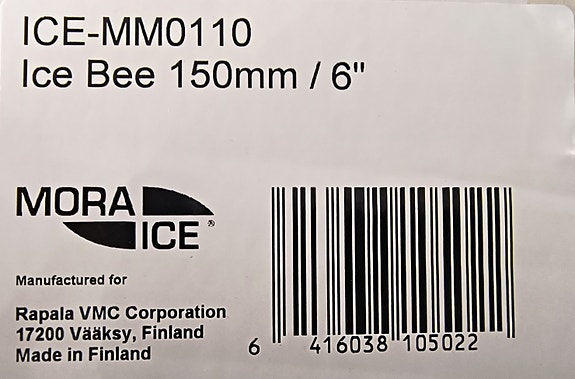 ICE-MM0110
Ice Bee 150mm / 6"
MORA
ICE®
Manufactured for
Rapala VMC Corporation
17200 Vääksy, Finland
Made in Finland
6 416038 105022